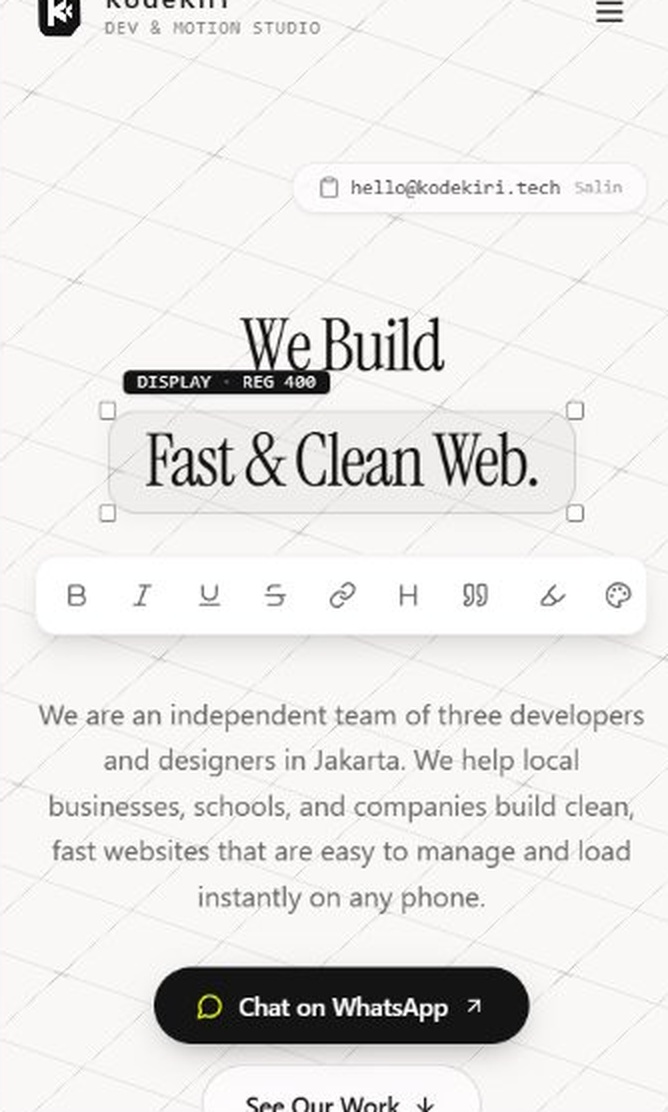 KodeKiri
DEV & MOTION STUDIO
hello@kodekiri.tech Salin
We Build
DISPLAY · REG 400
Fast & Clean Web.
B I U S H
We are an independent team of three developers
and designers in Jakarta. We help local
businesses, schools, and companies build clean,
fast websites that are easy to manage and load
instantly on any phone.
Chat on WhatsApp
See Our Work